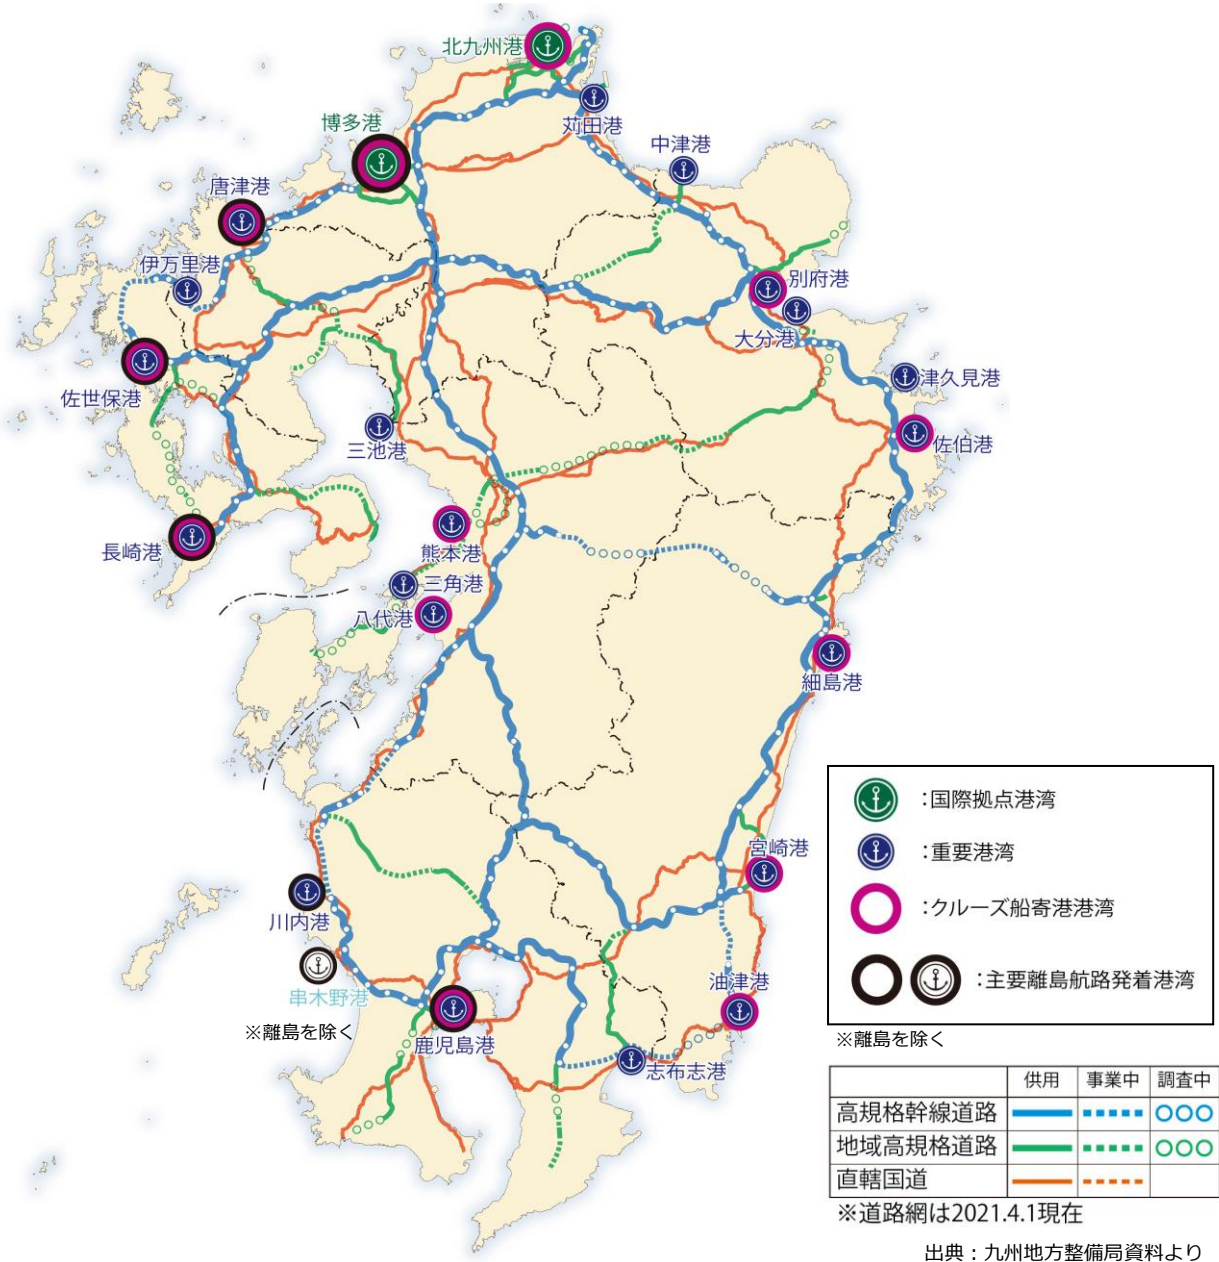 北九州港
苅田港
博多港
中津港
唐津港
伊万里港
別府港
大分港
津久見港
佐世保港
三池港
佐伯港
長崎港
熊本港
三角港
八代港
細島港
:国際拠点港湾
:重要港湾
:クルーズ船寄港港湾
:主要離島航路発着港湾
※離島を除く
宮崎港
川内港
串木野港
※離島を除く
鹿児島港
油津港
志布志港
供用 事業中 調査中
高規格幹線道路
地域高規格道路
直轄国道
※道路網は2021.4.1現在
出典：九州地方整備局資料より